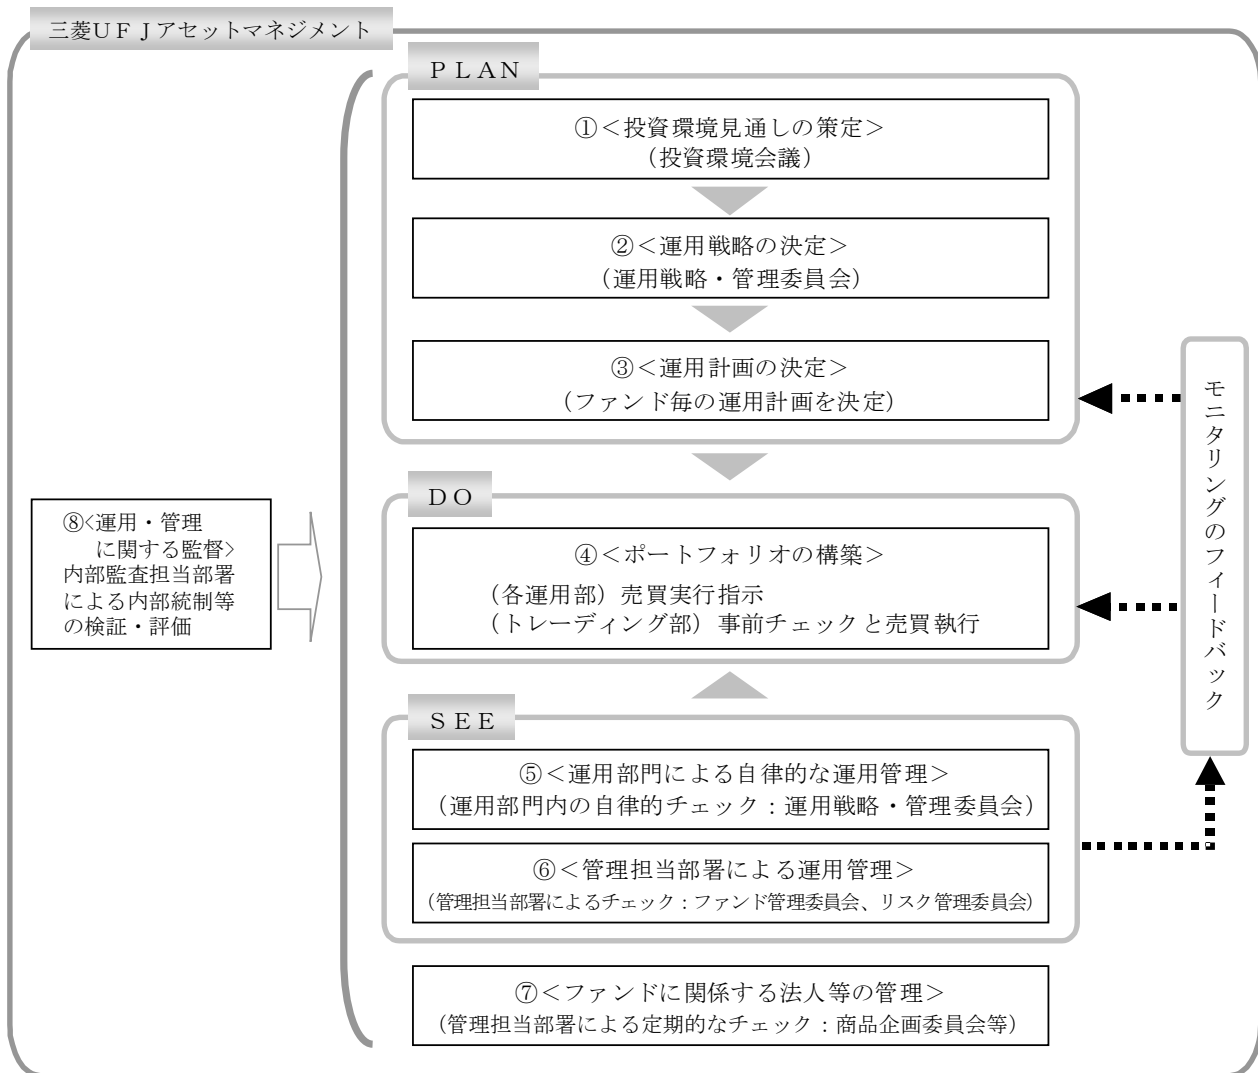 三菱ＵＦＪアセットマネジメント
ＰＬＡＮ
①＜投資環境見通しの策定＞
（投資環境会議）
②＜運用戦略の決定＞
（運用戦略・管理委員会）
③＜運用計画の決定＞
（ファンド毎の運用計画を決定）
ＤＯ
④＜ポートフォリオの構築＞
（各運用部）売買実行指示
（トレーディング部）事前チェックと売買執行
ＳＥＥ
⑤＜運用部門による自律的な運用管理＞
（運用部門内の自律的チェック：運用戦略・管理委員会）
⑥＜管理担当部署による運用管理＞
（管理担当部署によるチェック：ファンド管理委員会、リスク管理委員会）
⑦＜ファンドに関係する法人等の管理＞
（管理担当部署による定期的なチェック：商品企画委員会等）
⑧<運用・管理
に関する監督>
内部監査担当部署
による内部統制等
の検証・評価
モニタリングのフィードバック